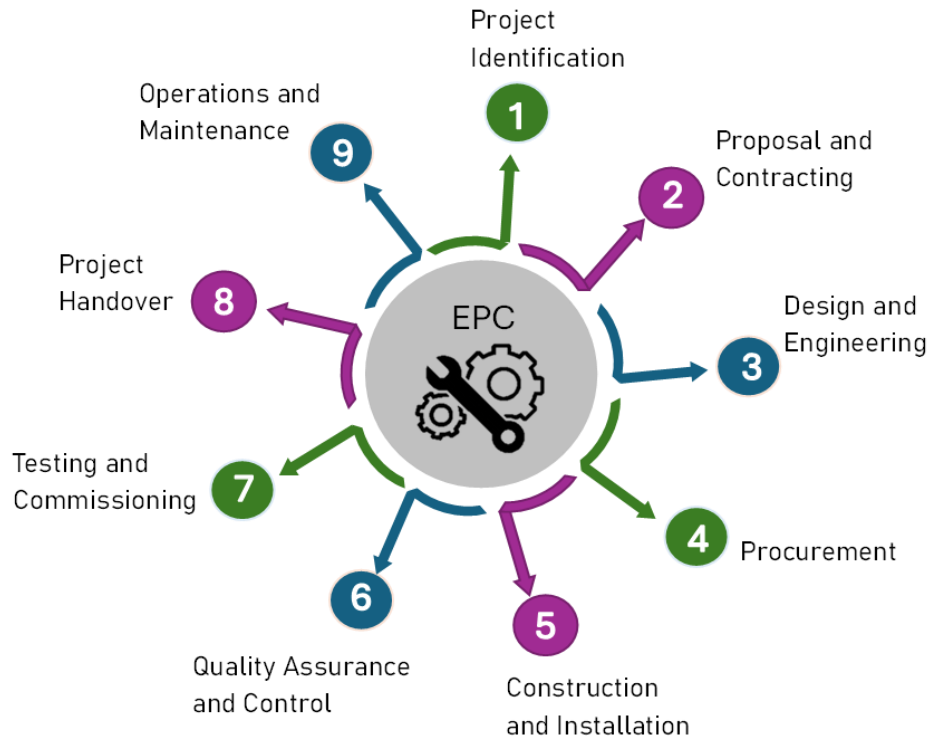 Project
Identification
1
Proposal and
Contracting
2
Design and
Engineering
3
Procurement
4
Construction
and Installation
5
Quality Assurance
and Control
6
Testing and
Commissioning
7
Project
Handover
8
Operations and
Maintenance
9
EPC